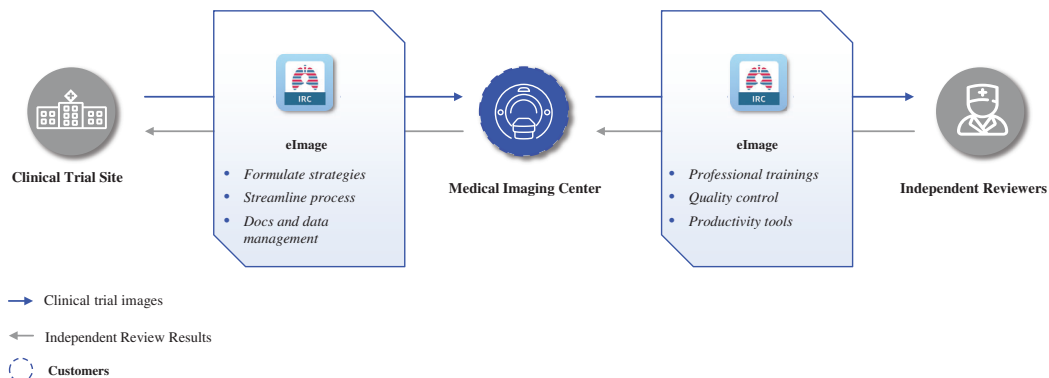 IRC
IRC
eImage
eImage
Clinical Trial Site
Medical Imaging Center
Independent Reviewers
• Formulate strategies
• Streamline process
• Docs and data
management
• Professional trainings
• Quality control
• Productivity tools
Clinical trial images
Independent Review Results
Customers